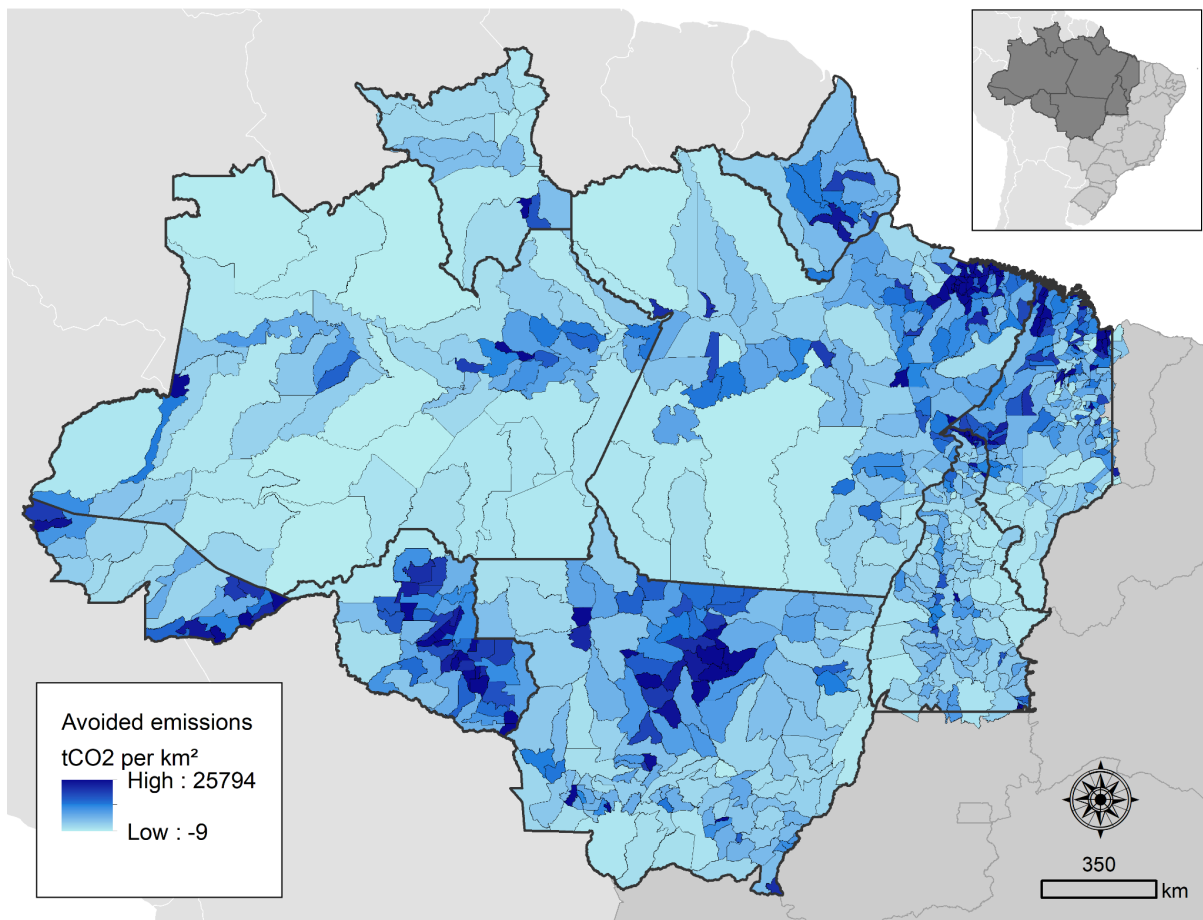 Avoided emissions
tCO2 per km²
High : 25794
Low : -9
350
km